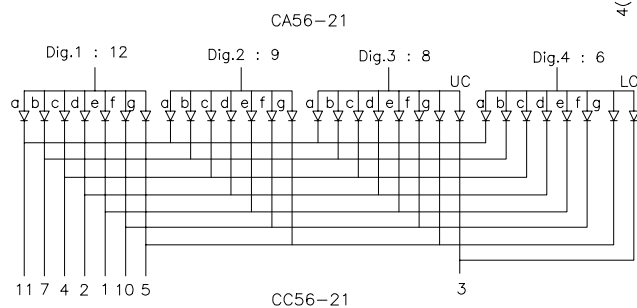 CA56-21
4(
Dig.1 : 12
Dig.2 : 9
Dig.3 : 8
Dig.4 : 6
UC
a b c d e f g
a b c d e f g
a b c d e f g
a b c d e f g
11 7 4 2 1 10 5
3
CC56-21